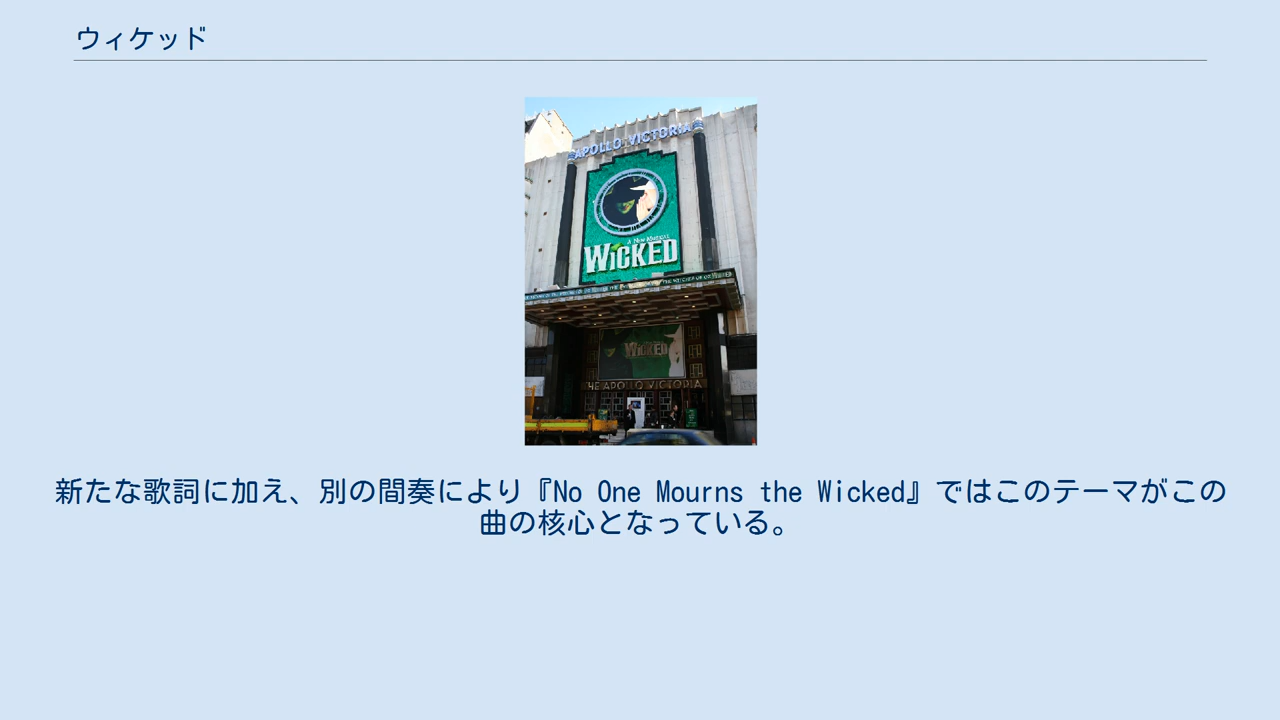 ウィケッド
APOLLO VICTORIA
A NEW MUSICAL
WICKED
WICKED
THE APOLLO VICTORIA
新たな歌詞に加え、別の間奏により『No One Mourns the Wicked』ではこのテーマがこの
曲の核心となっている。